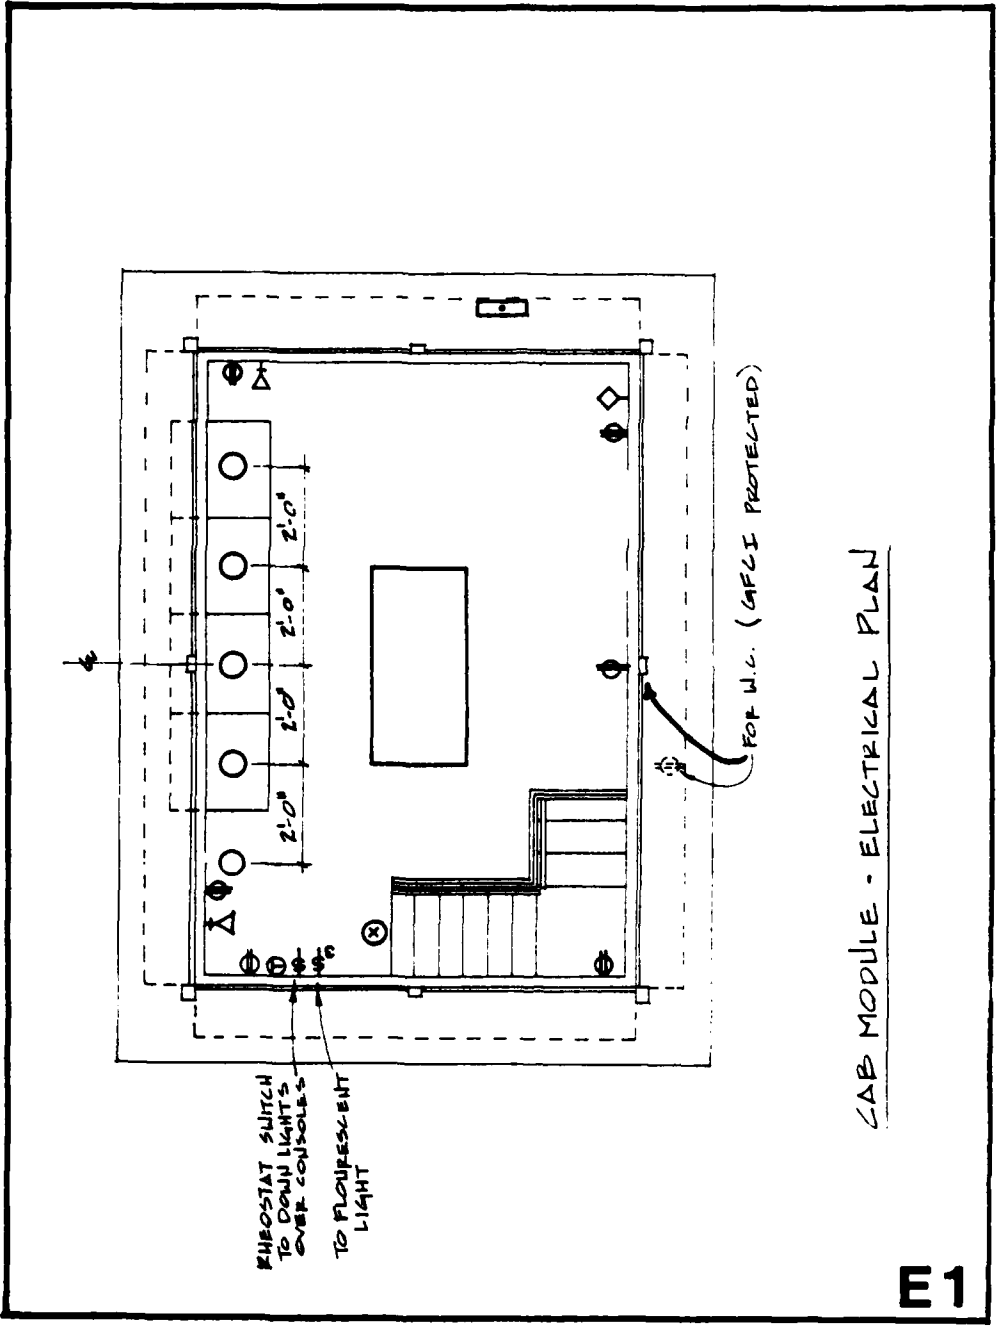 ℄
2'-0"
2'-0"
2'-0"
2'-0"
T
$
$3
X
RHEOSTAT SWITCH
TO DOWN LIGHTS
OVER CONSOLES
TO FLOURESCENT
LIGHT
FOR W.C. (GFCI PROTECTED)
CAB MODULE - ELECTRICAL PLAN
E1